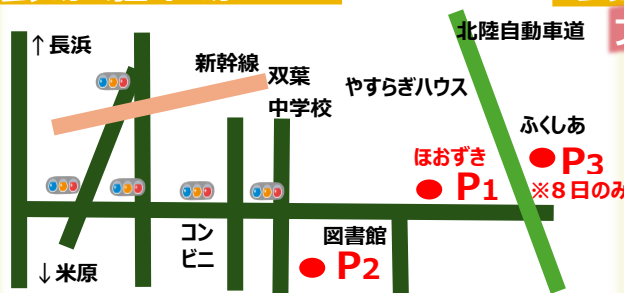 ↑長浜
新幹線
双葉
中学校
北陸自動車道
やすらぎハウス
ふくしあ
ほおずき
P1
P3
※8日のみ
コン
ビニ
図書館
P2
↓米原